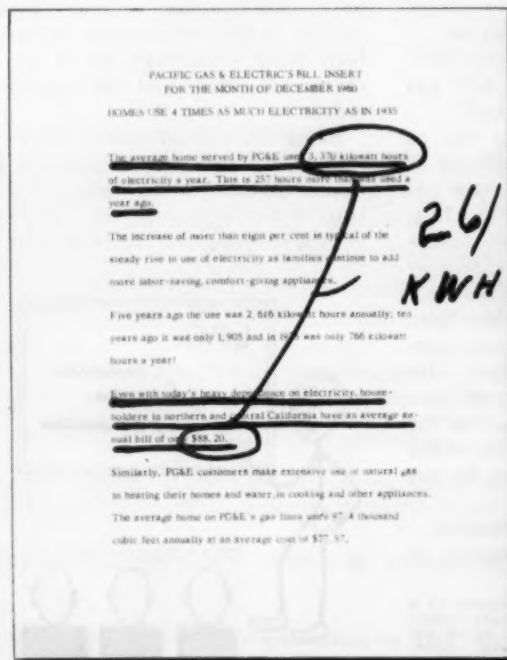 PACIFIC GAS & ELECTRIC'S BILL INSERT
FOR THE MONTH OF DECEMBER 1960
HOMES USE 4 TIMES AS MUCH ELECTRICITY AS IN 1935
The average home served by PG&E uses 3,370 kilowatt hours
of electricity a year. This is 257 hours more than was used a
year ago.
26/
KWH
The increase of more than eight per cent is typical of the
steady rise in use of electricity as families continue to add
more labor-saving, comfort-giving appliances.
Five years ago the use was 2,616 kilowatt hours annually; ten
years ago it was only 1,905 and in 1935 was only 766 kilowatt
hours a year!
Even with today's heavy dependence on electricity, house-
holders in northern and central California have an average an-
nual bill of only $88.20.
Similarly, PG&E customers make extensive use of natural gas
in heating their homes and water, in cooking and other appliances.
The average home on PG&E's gas lines uses 97.4 thousand
cubic feet annually at an average cost of $77.57.